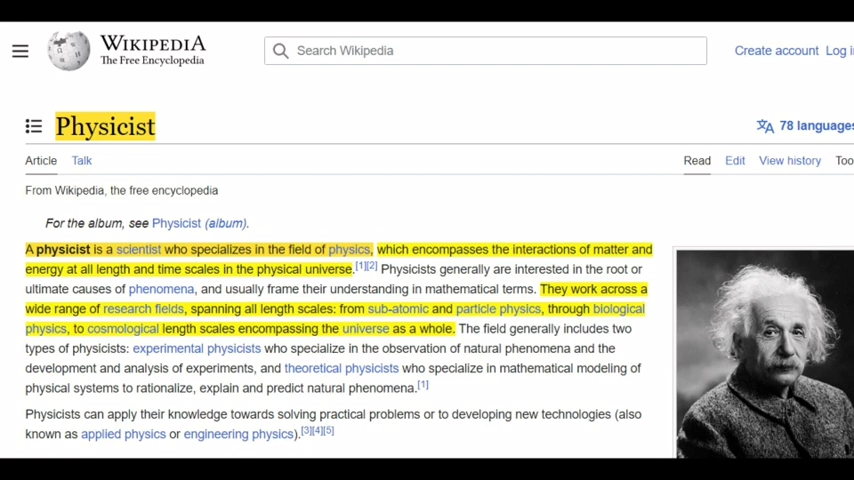 WIKIPEDIA
The Free Encyclopedia
Search Wikipedia
Create account Log in
Physicist
78 languages
Article Talk
Read Edit View history
From Wikipedia, the free encyclopedia
For the album, see Physicist (album).
A physicist is a scientist who specializes in the field of physics, which encompasses the interactions of matter and
energy at all length and time scales in the physical universe.[1][2] Physicists generally are interested in the root or
ultimate causes of phenomena, and usually frame their understanding in mathematical terms. They work across a
wide range of research fields, spanning all length scales: from sub-atomic and particle physics, through biological
physics, to cosmological length scales encompassing the universe as a whole. The field generally includes two
types of physicists: experimental physicists who specialize in the observation of natural phenomena and the
development and analysis of experiments, and theoretical physicists who specialize in mathematical modeling of
physical systems to rationalize, explain and predict natural phenomena.[1]
Physicists can apply their knowledge towards solving practical problems or to developing new technologies (also
known as applied physics or engineering physics).[3][4][5]